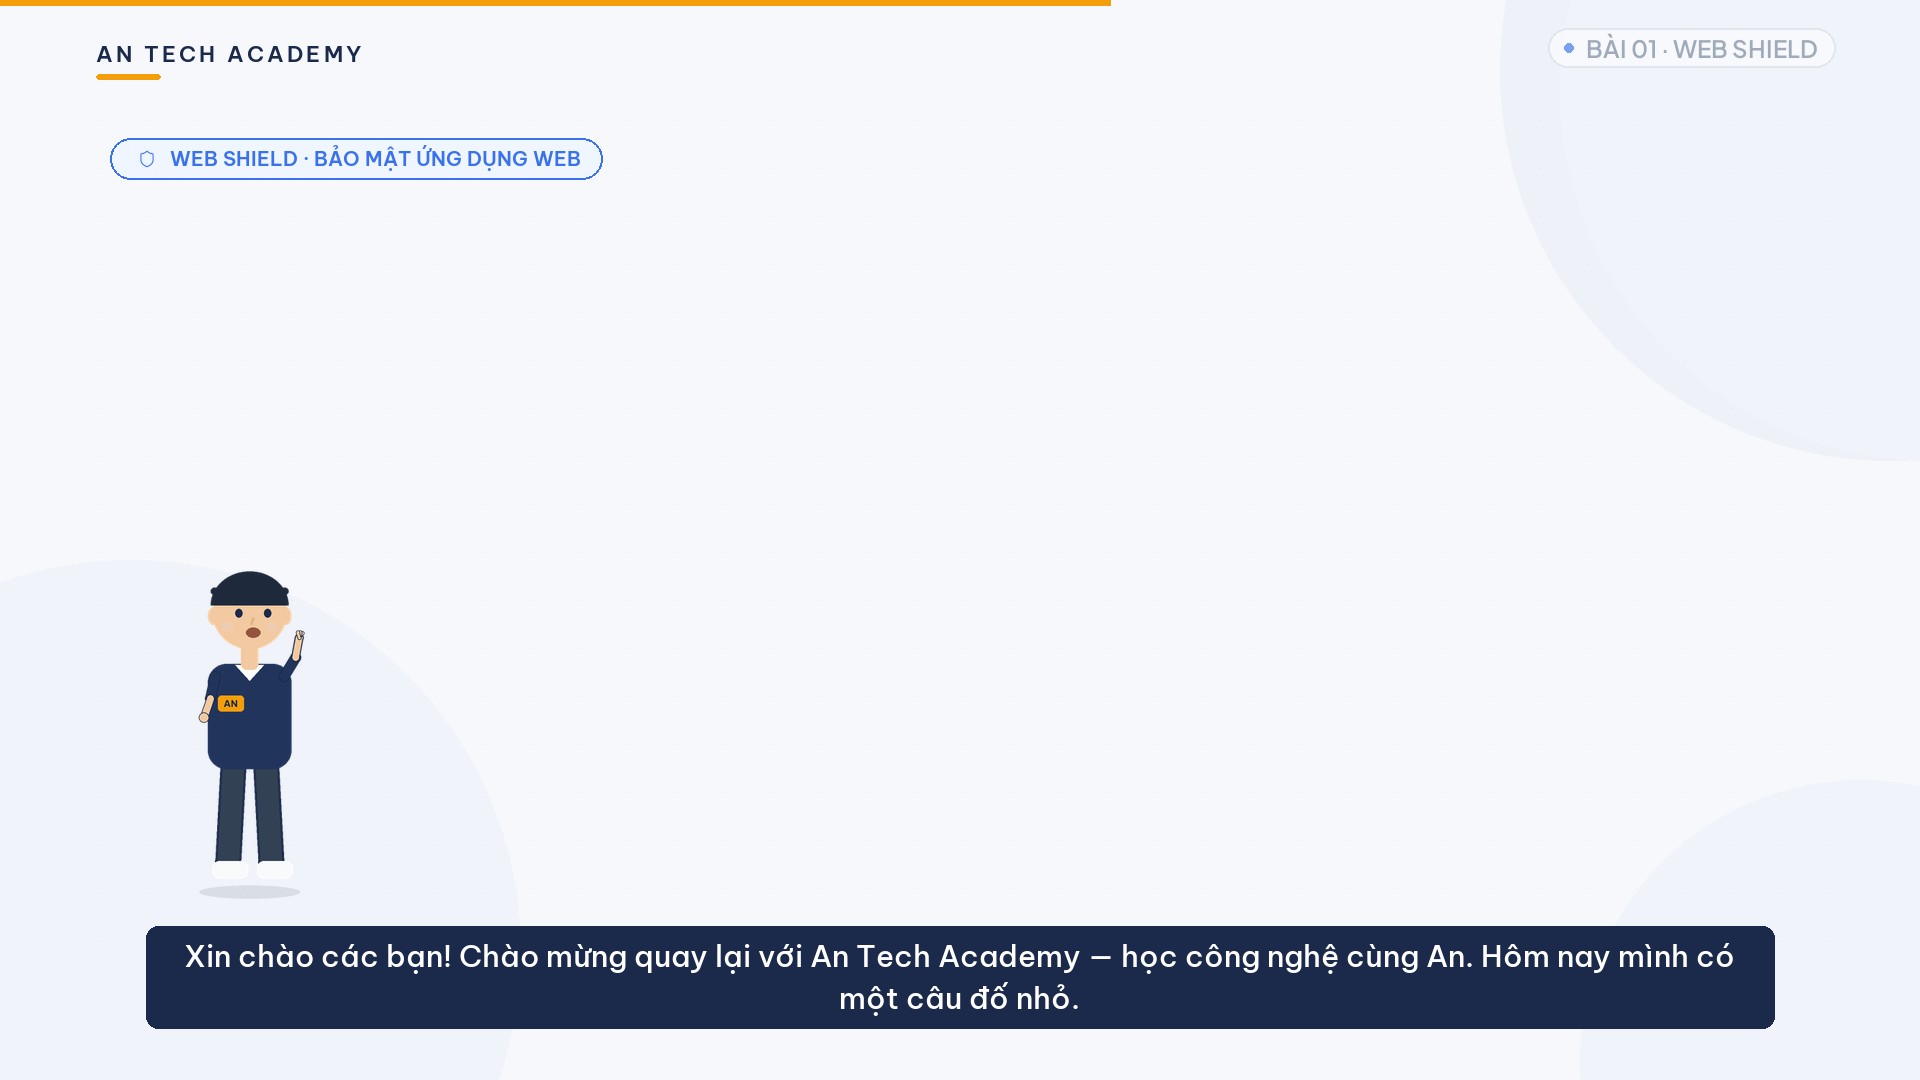 AN TECH ACADEMY
BÀI 01 · WEB SHIELD
WEB SHIELD · BẢO MẬT ỨNG DỤNG WEB
AN
Xin chào các bạn! Chào mừng quay lại với An Tech Academy — học công nghệ cùng An. Hôm nay mình có
một câu đố nhỏ.